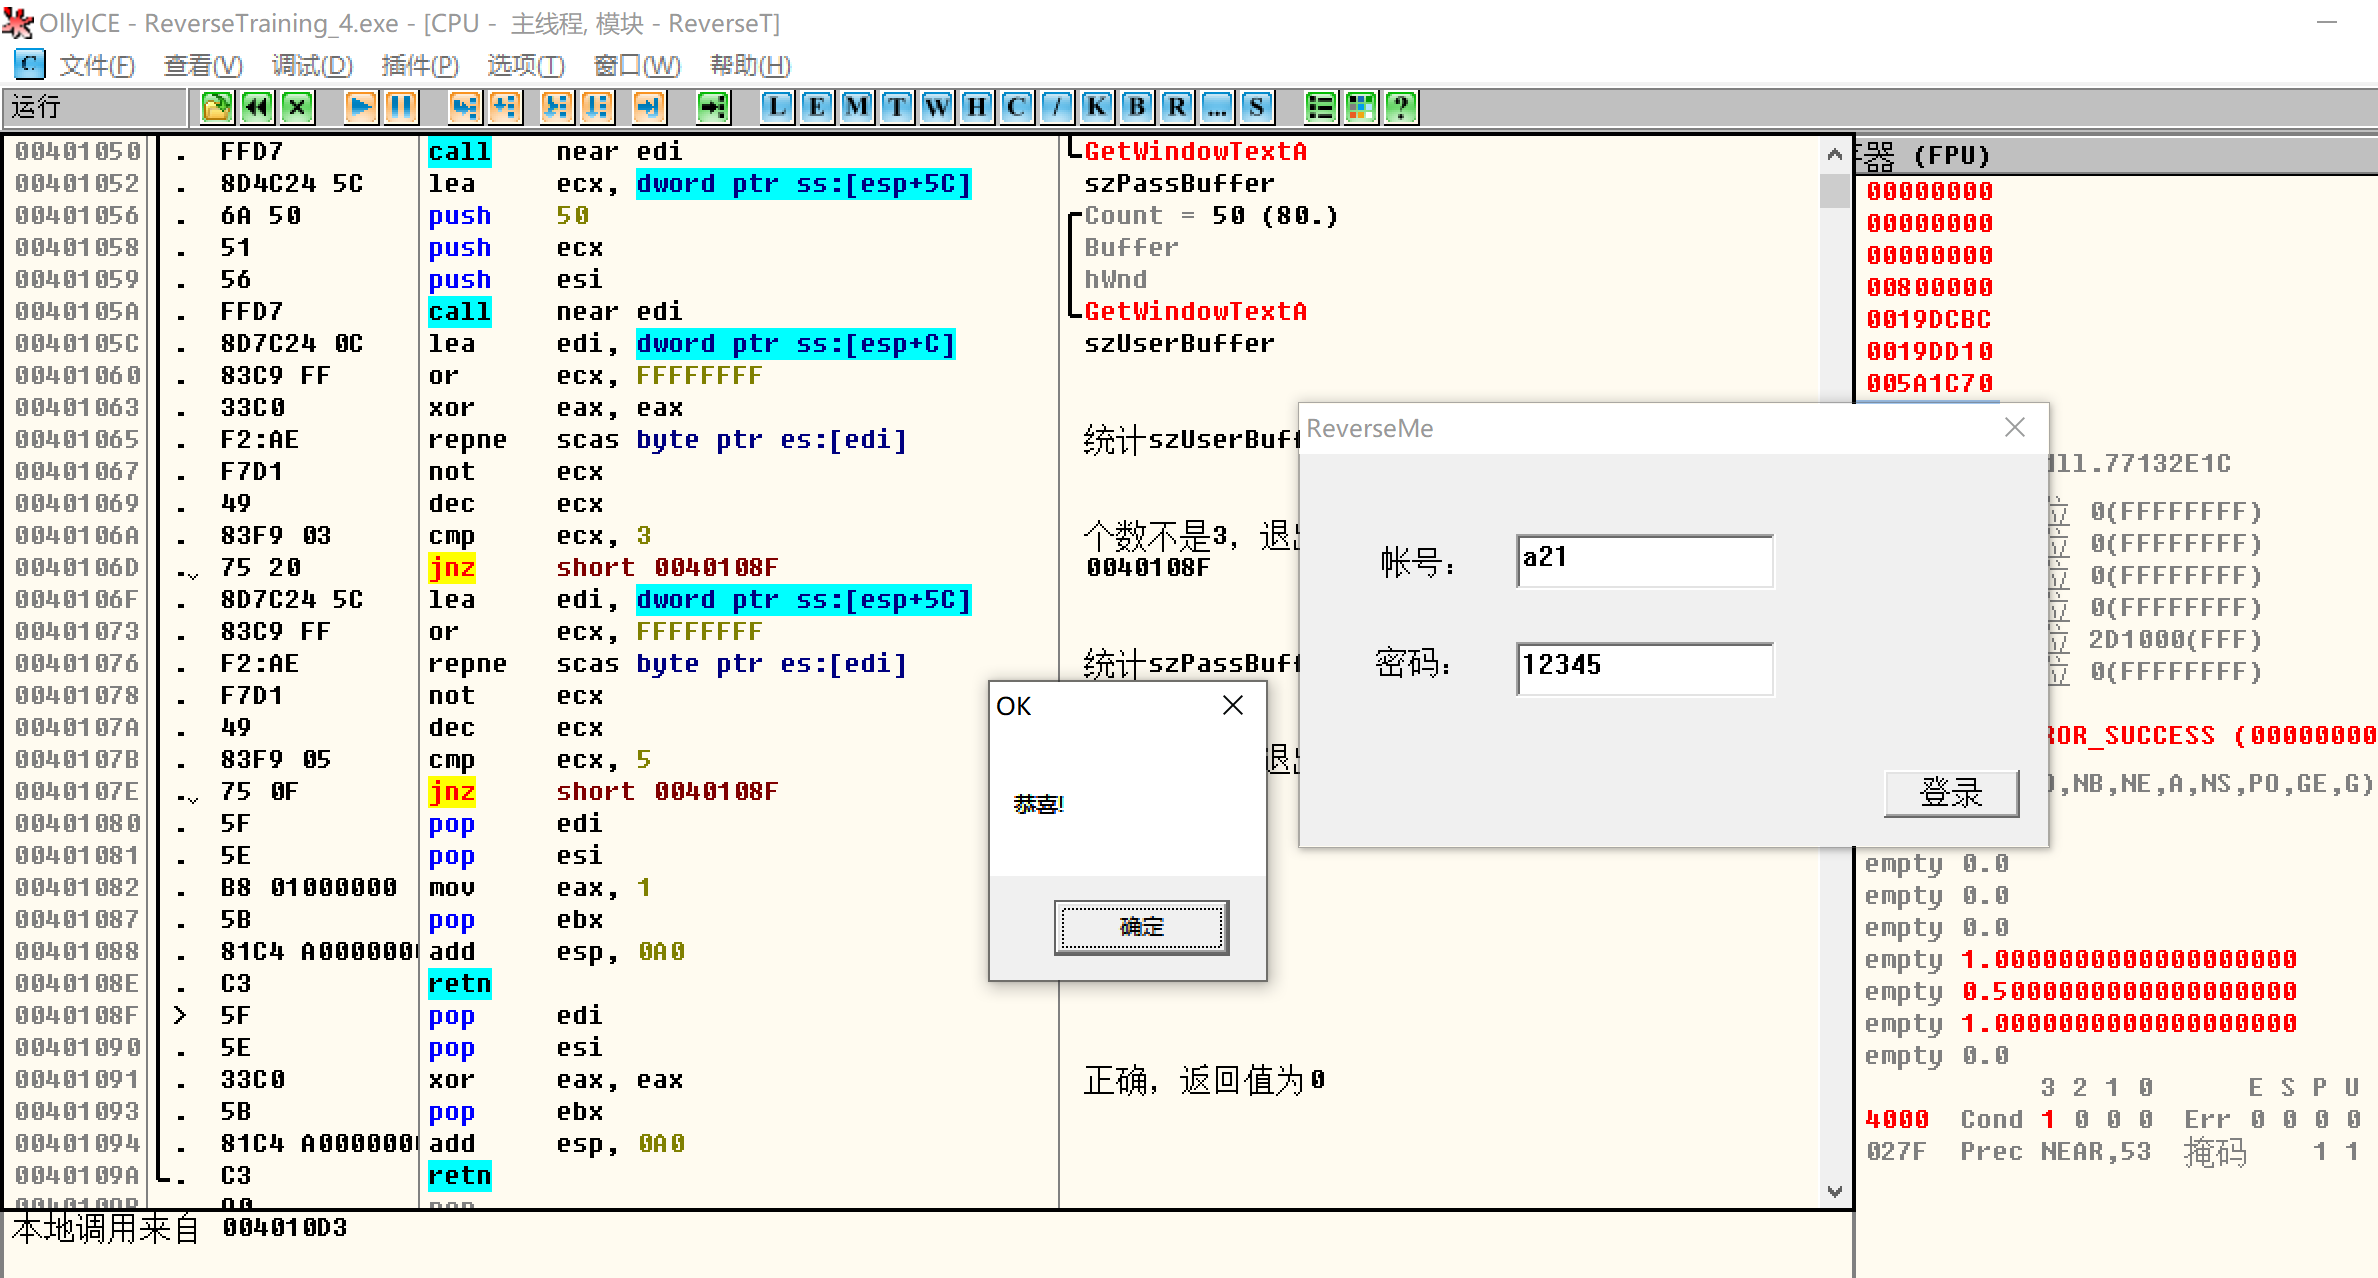 OllyICE - ReverseTraining_4.exe - [CPU - 主线程, 模块 - ReverseT]
C 文件(F) 查看(V) 调试(D) 插件(P) 选项(T) 窗口(W) 帮助(H)
运行 L E M T W H C / K B R ... S ?
00401050 . FFD7 call near edi GetWindowTextA
00401052 . 8D4C24 5C lea ecx, dword ptr ss:[esp+5C] szPassBuffer
00401056 . 6A 50 push 50 Count = 50 (80.)
00401058 . 51 push ecx Buffer
00401059 . 56 push esi hWnd
0040105A . FFD7 call near edi GetWindowTextA
0040105C . 8D7C24 0C lea edi, dword ptr ss:[esp+C] szUserBuffer
00401060 . 83C9 FF or ecx, FFFFFFFF
00401063 . 33C0 xor eax, eax
00401065 . F2:AE repne scas byte ptr es:[edi] 统计szUserBuff
00401067 . F7D1 not ecx
00401069 . 49 dec ecx
0040106A . 83F9 03 cmp ecx, 3 个数不是3, 退
0040106D . 75 20 jnz short 0040108F 0040108F
0040106F . 8D7C24 5C lea edi, dword ptr ss:[esp+5C]
00401073 . 83C9 FF or ecx, FFFFFFFF
00401076 . F2:AE repne scas byte ptr es:[edi] 统计szPassBuff
00401078 . F7D1 not ecx
0040107A . 49 dec ecx
0040107B . 83F9 05 cmp ecx, 5 退
0040107E . 75 0F jnz short 0040108F
00401080 . 5F pop edi
00401081 . 5E pop esi
00401082 . B8 01000000 mov eax, 1
00401087 . 5B pop ebx
00401088 . 81C4 A000000 add esp, 0A0
0040108E . C3 retn
0040108F > 5F pop edi
00401090 . 5E pop esi
00401091 . 33C0 xor eax, eax 正确, 返回值为0
00401093 . 5B pop ebx
00401094 . 81C4 A000000 add esp, 0A0
0040109A . C3 retn
本地调用来自 004010D3
器 (FPU)
00000000
00000000
00000000
00800000
0019DCBC
0019DD10
005A1C70
ll.77132E1C
位 0(FFFFFFFF)
位 0(FFFFFFFF)
位 0(FFFFFFFF)
位 0(FFFFFFFF)
位 2D1000(FFF)
位 0(FFFFFFFF)
ROR_SUCCESS (00000000
,NB,NE,A,NS,PO,GE,G)
empty 0.0
empty 0.0
empty 0.0
empty 1.0000000000000000000
empty 0.5000000000000000000
empty 1.0000000000000000000
empty 0.0
3 2 1 0 E S P U
4000 Cond 1 0 0 0 Err 0 0 0 0
027F Prec NEAR,53 掩码 1 1
ReverseMe
帐号: a21
密码: 12345
登录
OK
恭喜!
确定